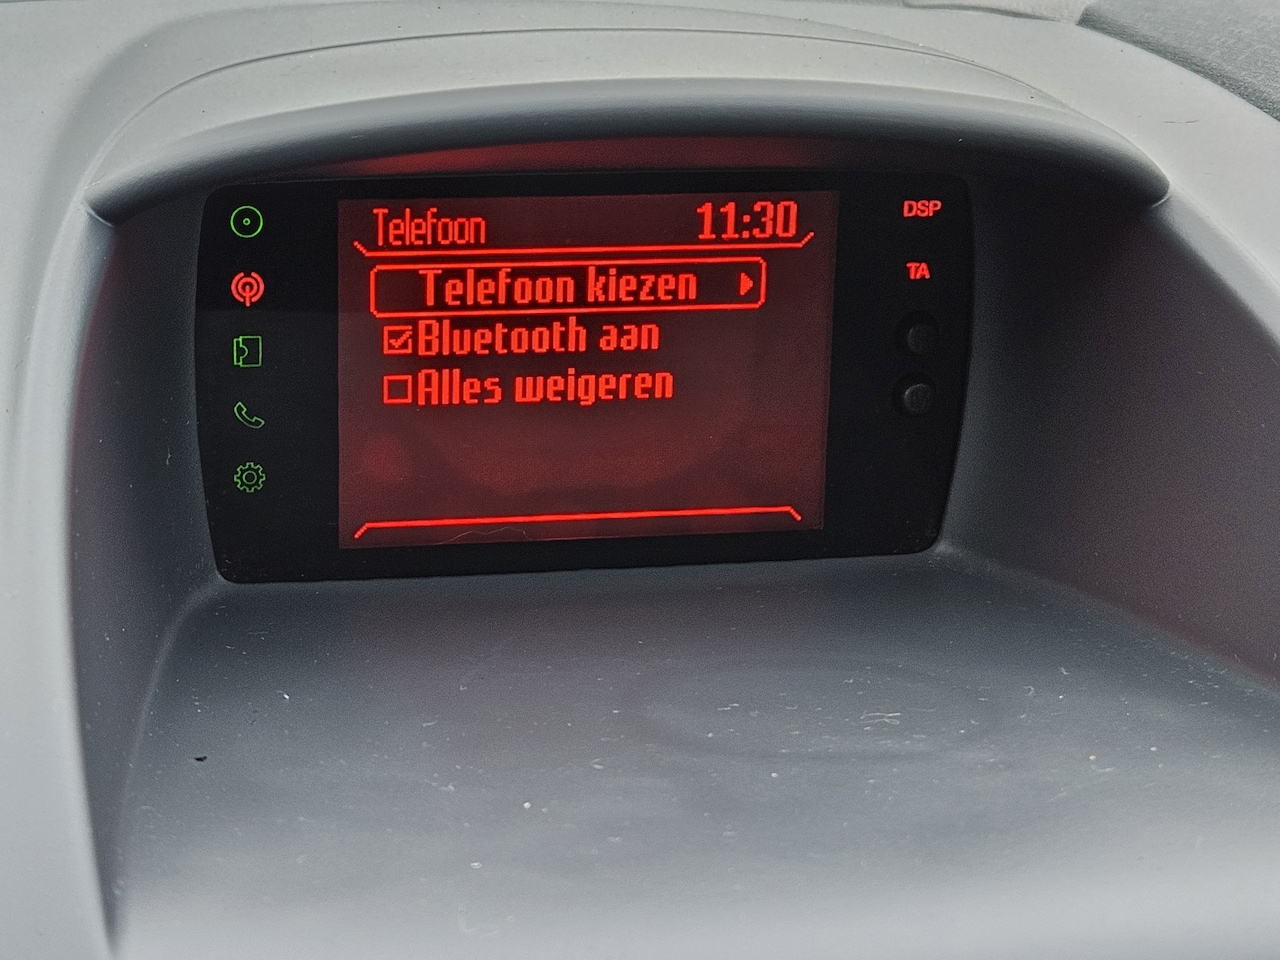 Telefoon 11:30
Telefoon kiezen
Bluetooth aan
Alles weigeren
DSP
TA